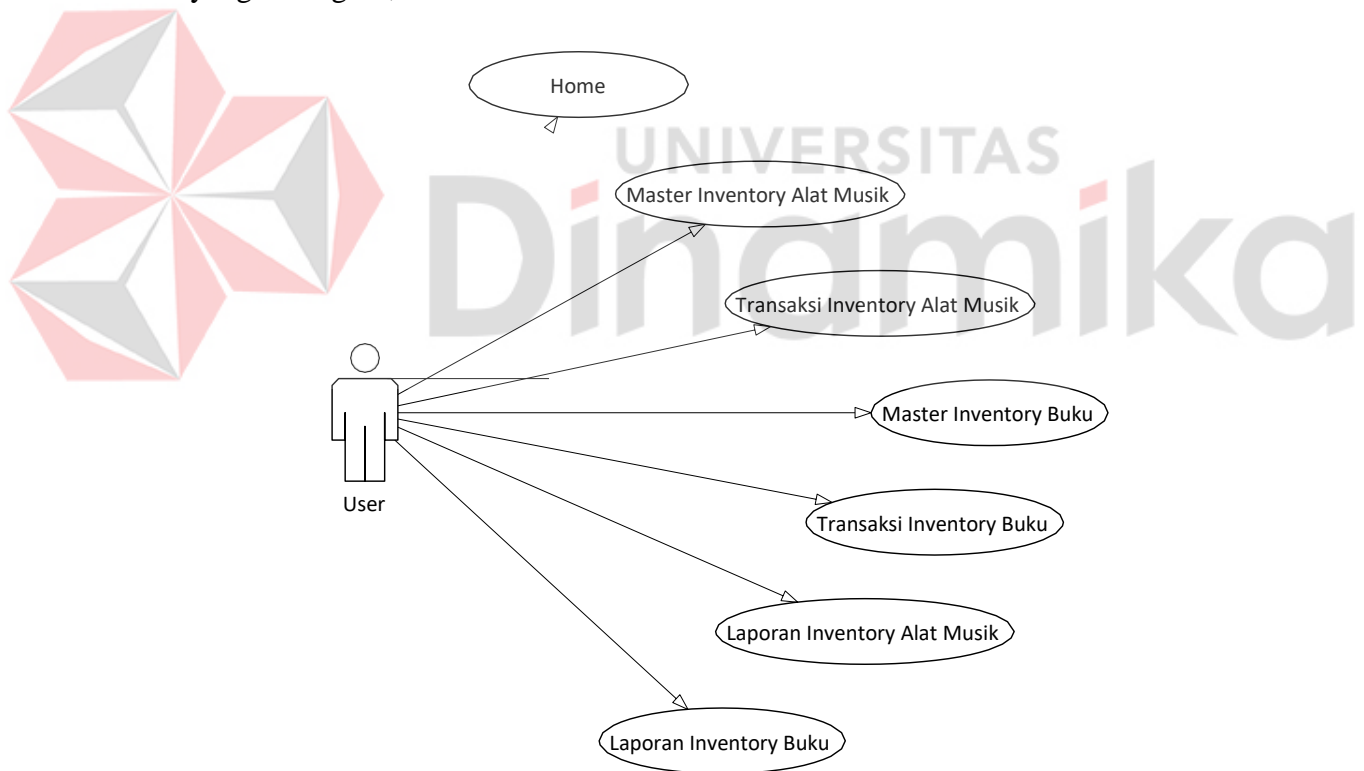 Home
UNIVERSITAS
Dinamika
Master Inventory Alat Musik
Transaksi Inventory Alat Musik
Master Inventory Buku
User
Transaksi Inventory Buku
Laporan Inventory Alat Musik
Laporan Inventory Buku